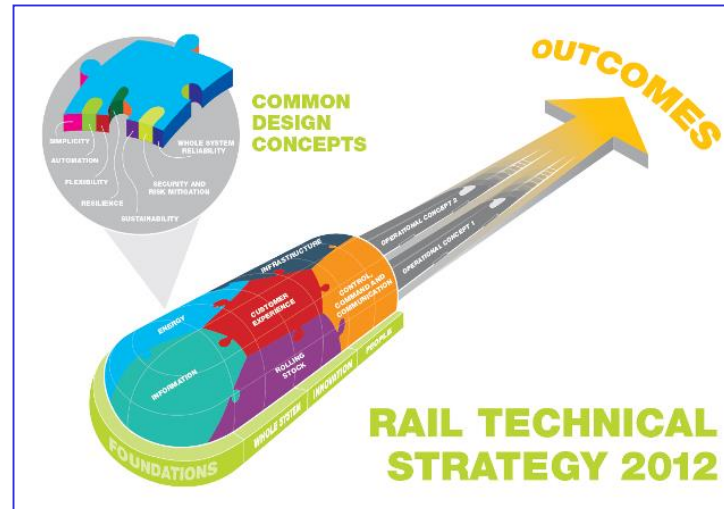 OUTCOMES
COMMON
DESIGN
CONCEPTS
SIMPLICITY
AUTOMATION
FLEXIBILITY
RESILIENCE
SUSTAINABILITY
SECURITY AND
RISK MITIGATION
WHOLE SYSTEM
RELIABILITY
OPERATIONAL CONCEPT 2
OPERATIONAL CONCEPT 1
INFRASTRUCTURE
ENERGY
CUSTOMER
EXPERIENCE
CONTROL,
COMMAND AND
COMMUNICATION
INFORMATION
ROLLING
STOCK
FOUNDATIONS
WHOLE SYSTEM
INNOVATION
PEOPLE
RAIL TECHNICAL
STRATEGY 2012